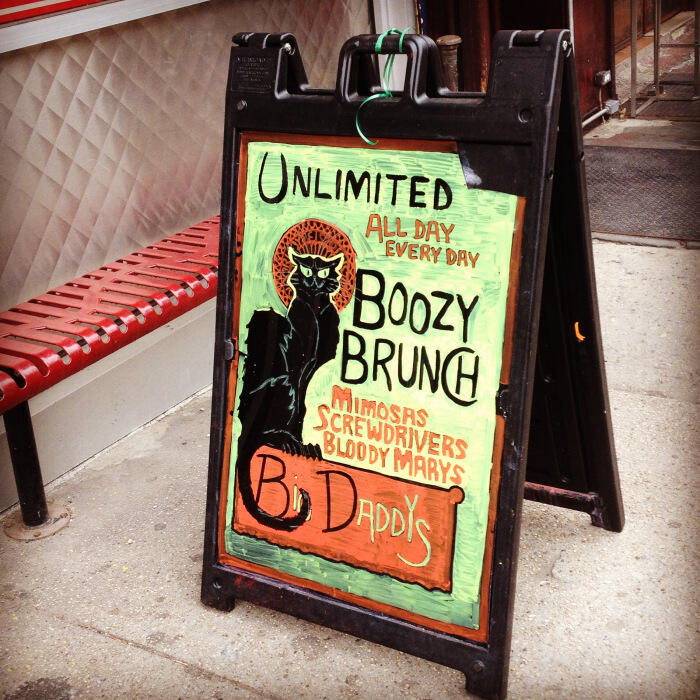 UNLIMITED
ALL DAY
EVERY DAY
BOOZY
BRUNCH
MIMOSAS
SCREWDRIVERS
BLOODY MARYS
BIG DADDYS